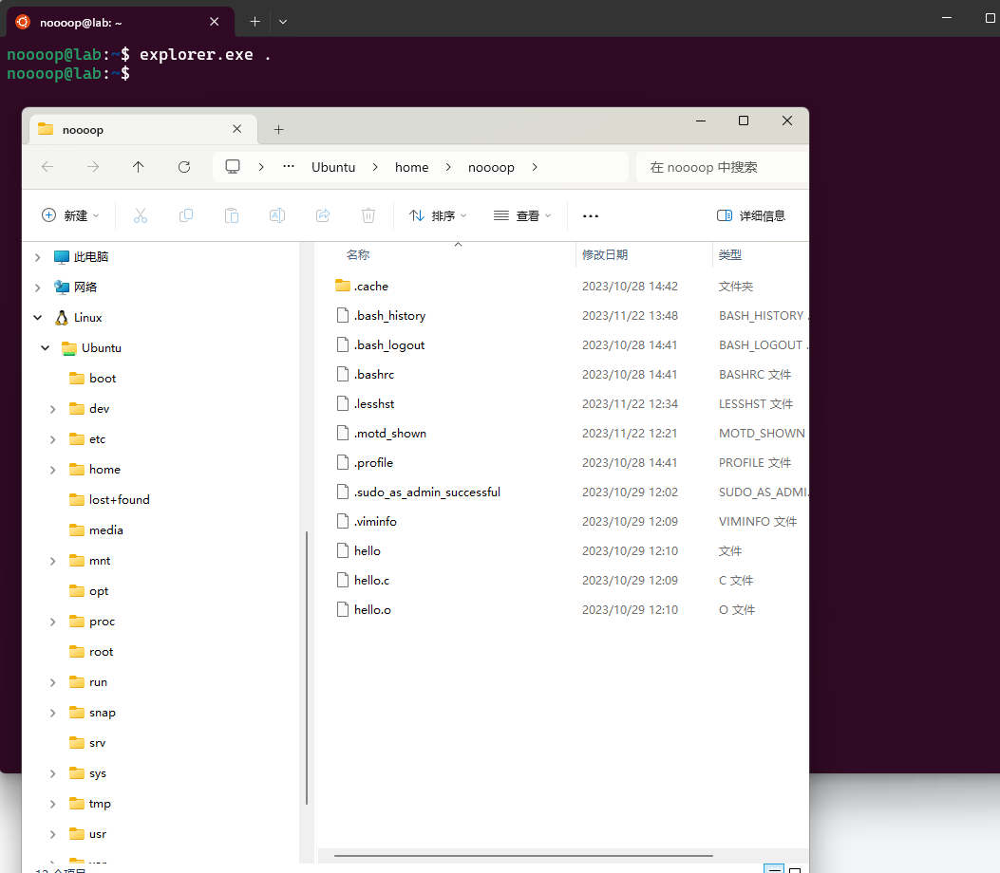 noooop@lab: ~
noooop@lab:~$ explorer.exe .
noooop@lab:~$
noooop
Ubuntu
home
noooop
在 noooop 中搜索
新建
排序
查看
详细信息
此电脑
网络
Linux
Ubuntu
boot
dev
etc
home
lost+found
media
mnt
opt
proc
root
run
snap
srv
sys
tmp
usr
名称 修改日期 类型
.cache 2023/10/28 14:42 文件夹
.bash_history 2023/11/22 13:48 BASH_HISTORY .
.bash_logout 2023/10/28 14:41 BASH_LOGOUT .
.bashrc 2023/10/28 14:41 BASHRC 文件
.lesshst 2023/11/22 12:34 LESSHST 文件
.motd_shown 2023/11/22 12:21 MOTD_SHOWN
.profile 2023/10/28 14:41 PROFILE 文件
.sudo_as_admin_successful 2023/10/29 12:02 SUDO_AS_ADMI.
.viminfo 2023/10/29 12:09 VIMINFO 文件
hello 2023/10/29 12:10 文件
hello.c 2023/10/29 12:09 C 文件
hello.o 2023/10/29 12:10 O 文件